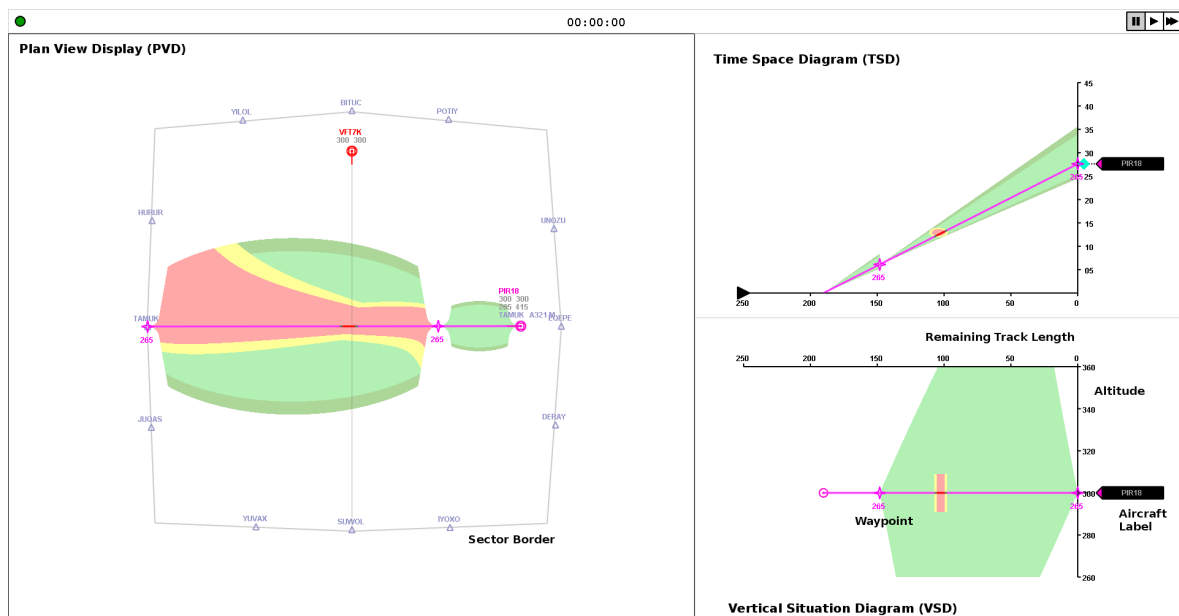 00:00:00
Plan View Display (PVD)
BITUC
YILOL
POTIY
VFT7K
300 300
HURUR
UNOZU
PIR18
300 300
265 415
TAMUK A321
TAMUK
265
265
JUQAS
DERAY
YUVAX
SUWOL
IYOXO
Sector Border
Time Space Diagram (TSD)
45
40
35
30
25
20
15
10
05
PIR18
265
265
250
200
150
100
50
0
Remaining Track Length
250
200
150
100
50
0
360
Altitude
340
320
300
PIR18
265
265
Waypoint
Aircraft
Label
280
260
Vertical Situation Diagram (VSD)